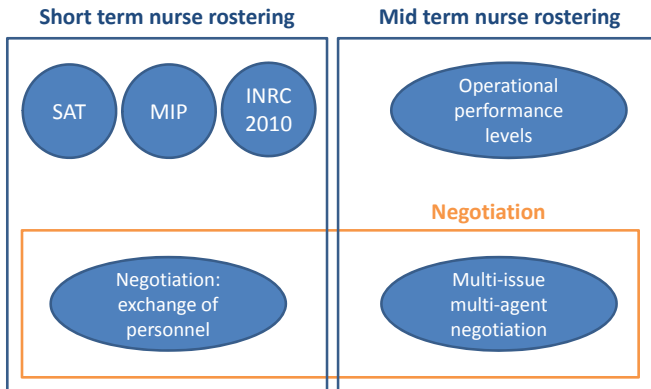 Short term nurse rostering
Mid term nurse rostering
SAT
MIP
INRC
2010
Operational
performance
levels
Negotiation
Negotiation:
exchange of
personnel
Multi-issue
multi-agent
negotiation